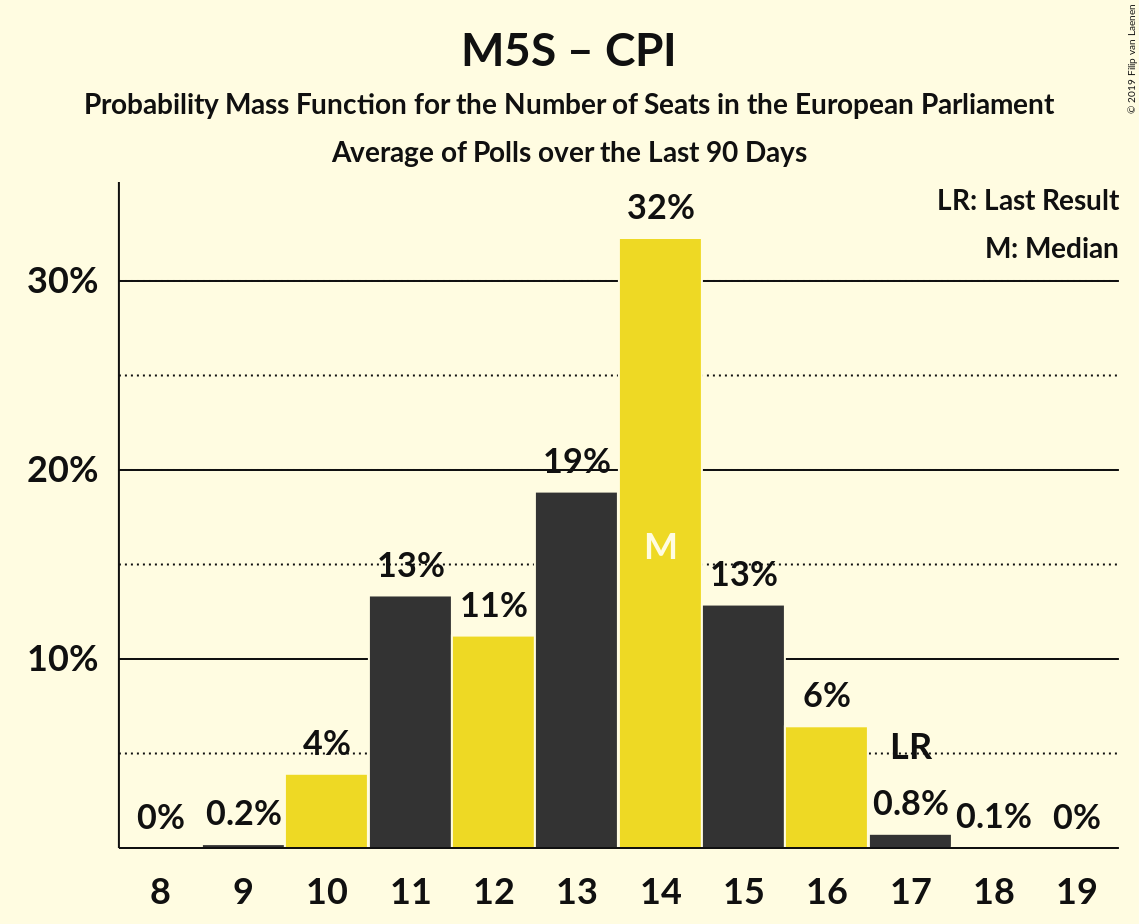 M5S – CPI
Probability Mass Function for the Number of Seats in the European Parliament
Average of Polls over the Last 90 Days
© 2019 Filip van Laenen
LR: Last Result
M: Median
32%
30%
20%
19%
M
13%
13%
11%
10%
6%
4%
LR
0%
0.2%
0.8%
0.1%
0%
8 9 10 11 12 13 14 15 16 17 18 19